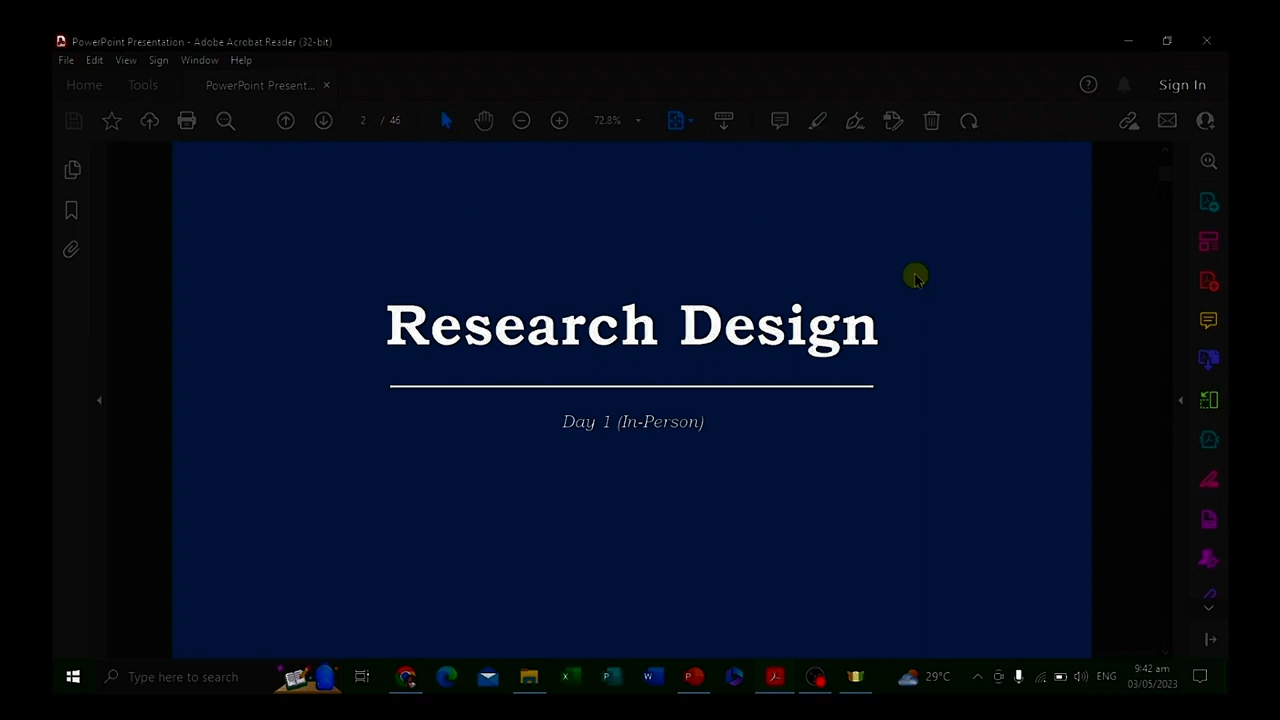 PowerPoint Presentation - Adobe Acrobat Reader (32-bit)
File Edit View Sign Window Help
Home Tools PowerPoint Present... Sign In
2 / 46 72.8%
Research Design
Day 1 (In-Person)
Type here to search 29°C ENG 9:42 am
03/05/2023